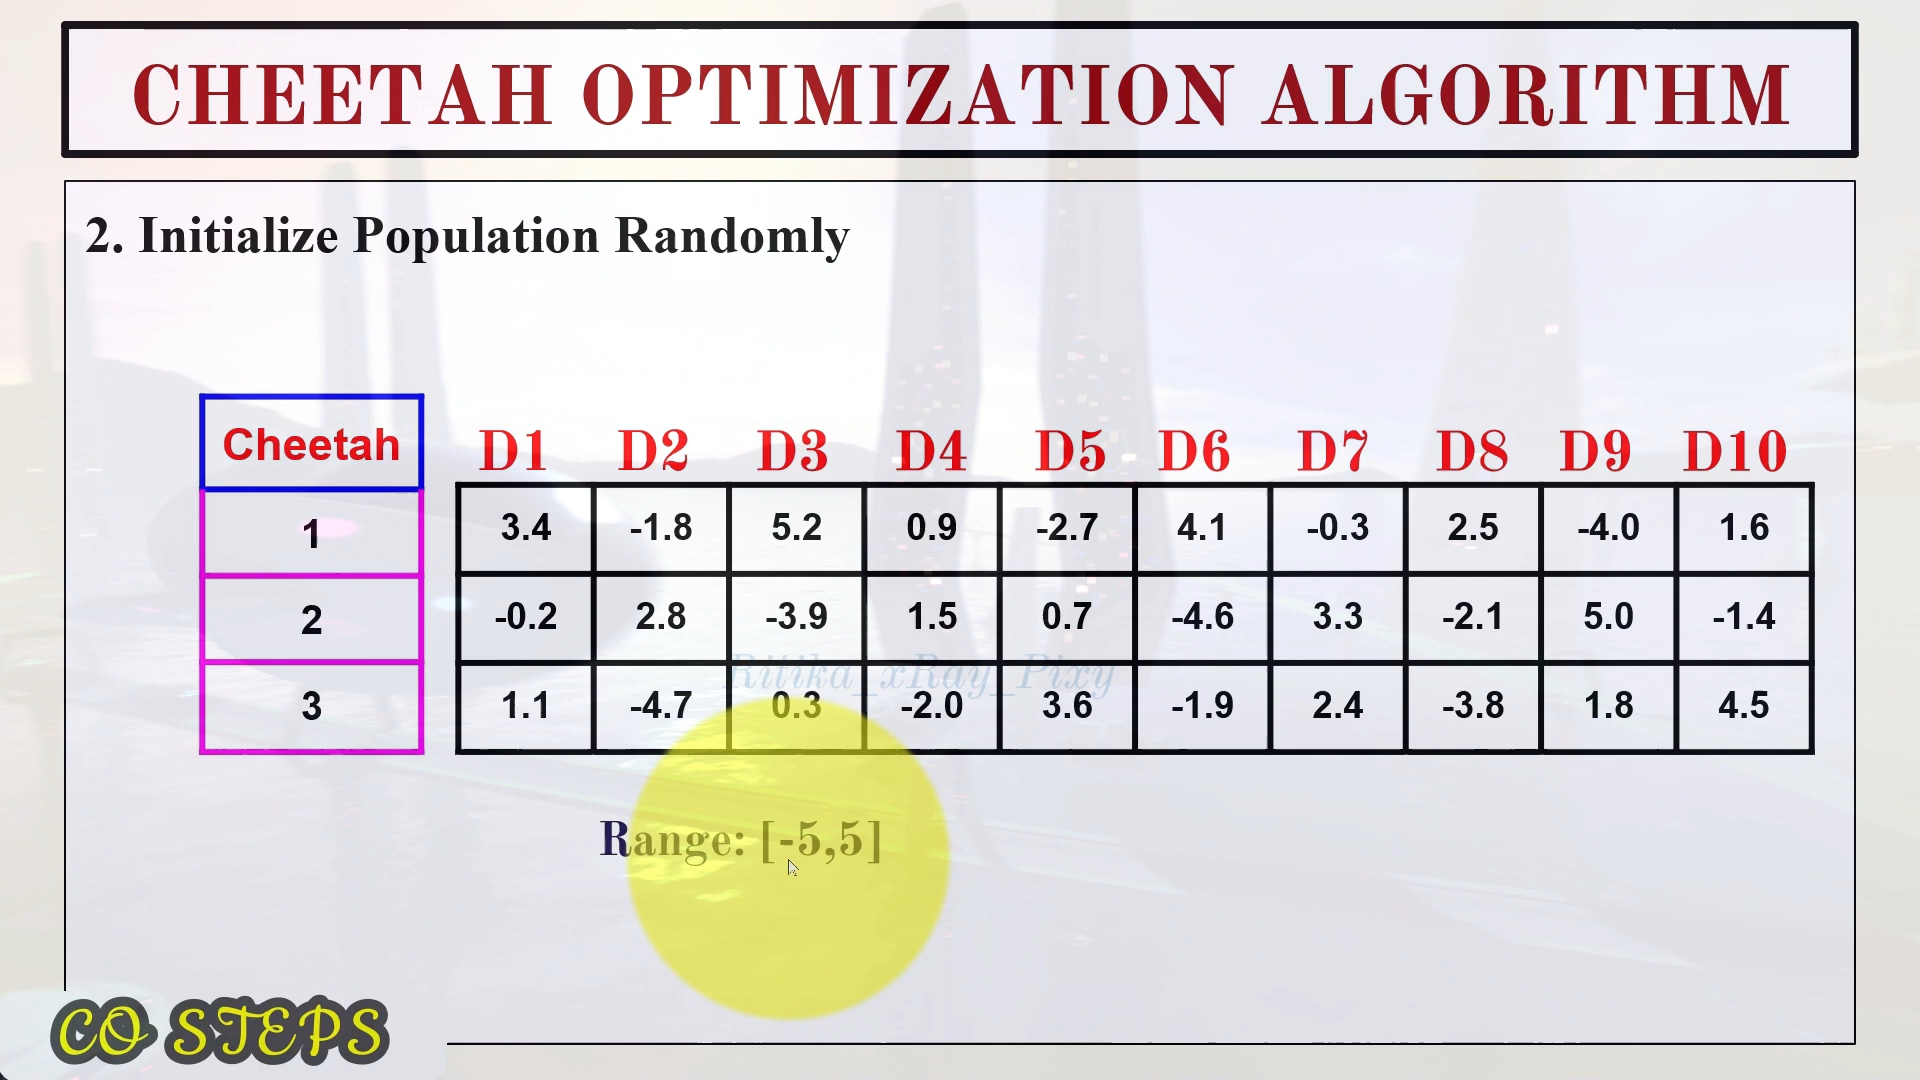 CHEETAH OPTIMIZATION ALGORITHM
2. Initialize Population Randomly
Cheetah D1 D2 D3 D4 D5 D6 D7 D8 D9 D10
1 3.4 -1.8 5.2 0.9 -2.7 4.1 -0.3 2.5 -4.0 1.6
2 -0.2 2.8 -3.9 1.5 0.7 -4.6 3.3 -2.1 5.0 -1.4
Ritika_xRay_Pixy
3 1.1 -4.7 0.3 -2.0 3.6 -1.9 2.4 -3.8 1.8 4.5
Range: [-5,5]
CO STEPS